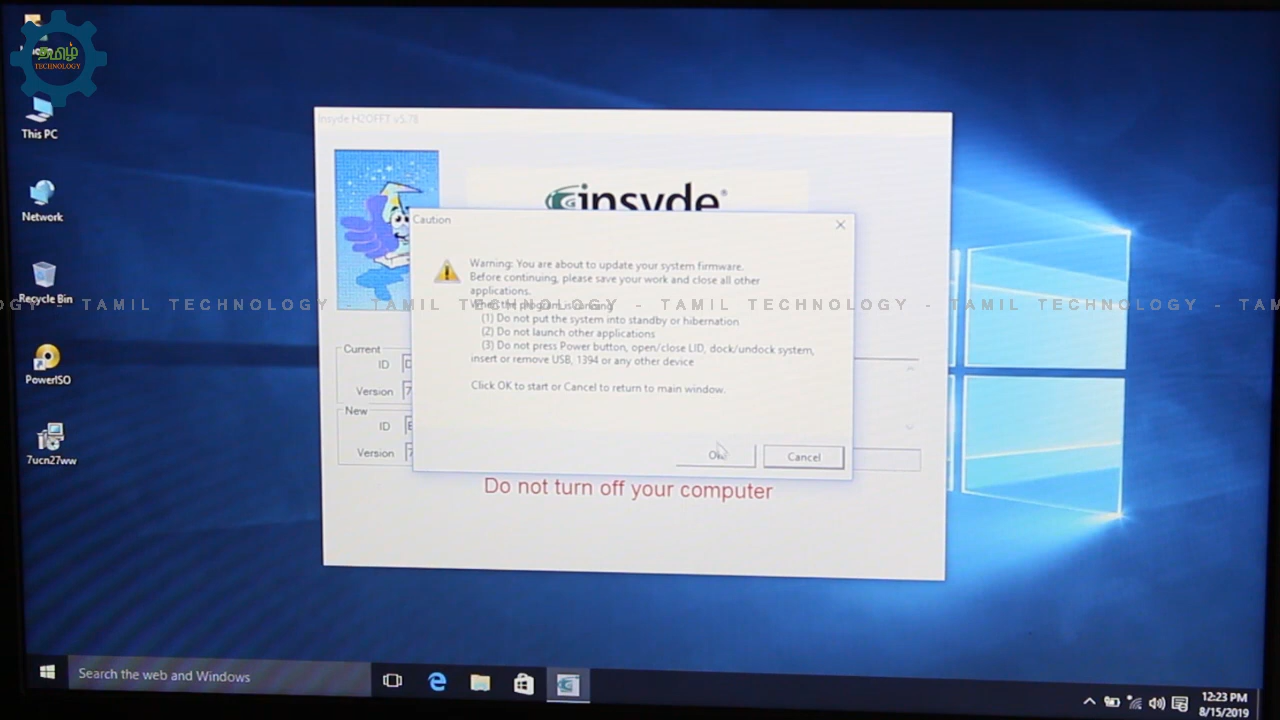 தமிழ்
TECHNOLOGY
This PC
Network
Recycle Bin
PowerISO
7ucn27ww
Insyde H2OFFT v5.78
insyde®
Caution
Warning: You are about to update your system firmware.
Before continuing, please save your work and close all other
applications.
TAMIL TECHNOLOGY - TAMIL TECHNOLOGY - TAMIL TECHNOLOGY - TAMIL TECHNOLOGY
(1) Do not put the system into standby or hibernation
(2) Do not launch other applications
(3) Do not press Power button, open/close LID, dock/undock system,
insert or remove USB, 1394 or any other device
Click OK to start or Cancel to return to main window.
OK
Cancel
Current
ID
Version
New
ID
Version
Do not turn off your computer
Search the web and Windows
12:23 PM
8/15/2019